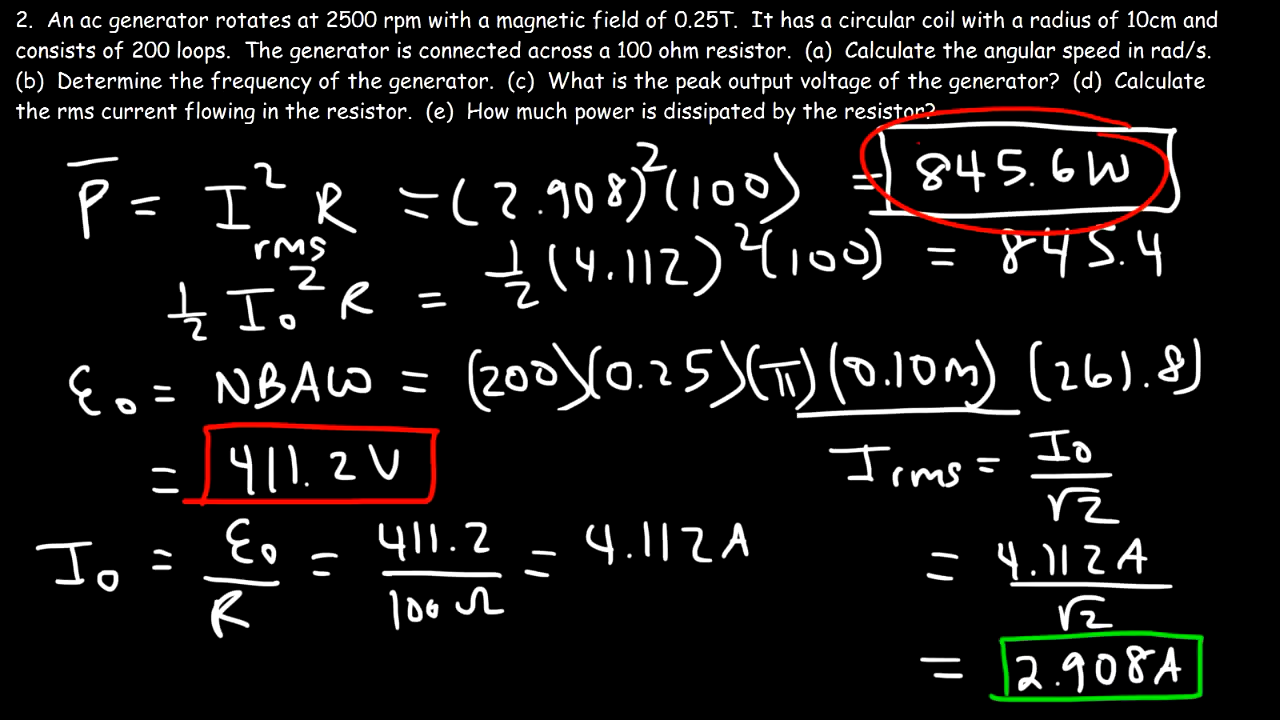 2. An ac generator rotates at 2500 rpm with a magnetic field of 0.25T. It has a circular coil with a radius of 10cm and
consists of 200 loops. The generator is connected across a 100 ohm resistor. (a) Calculate the angular speed in rad/s.
(b) Determine the frequency of the generator. (c) What is the peak output voltage of the generator? (d) Calculate
the rms current flowing in the resistor. (e) How much power is dissipated by the resistor?
P̅ = I²rms R = (2.908)²(100) = 845.6W
½ I₀² R = ½ (4.112)²(100) = 845.4
ε₀ = NBAω = (200)(0.25)(π)(0.10m) (261.8)
= 411.2V
I₀ = ε₀/R = 411.2/100Ω = 4.112A
Irms = I₀/√2
= 4.112A/√2
= 2.908A